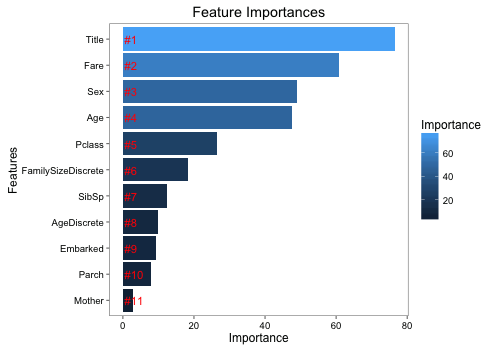 Feature Importances
Features
Title #1
Fare #2
Sex #3
Age #4
Pclass #5
FamilySizeDiscrete #6
SibSp #7
AgeDiscrete #8
Embarked #9
Parch #10
Mother #11
0 20 40 60 80
Importance
Importance
60
40
20